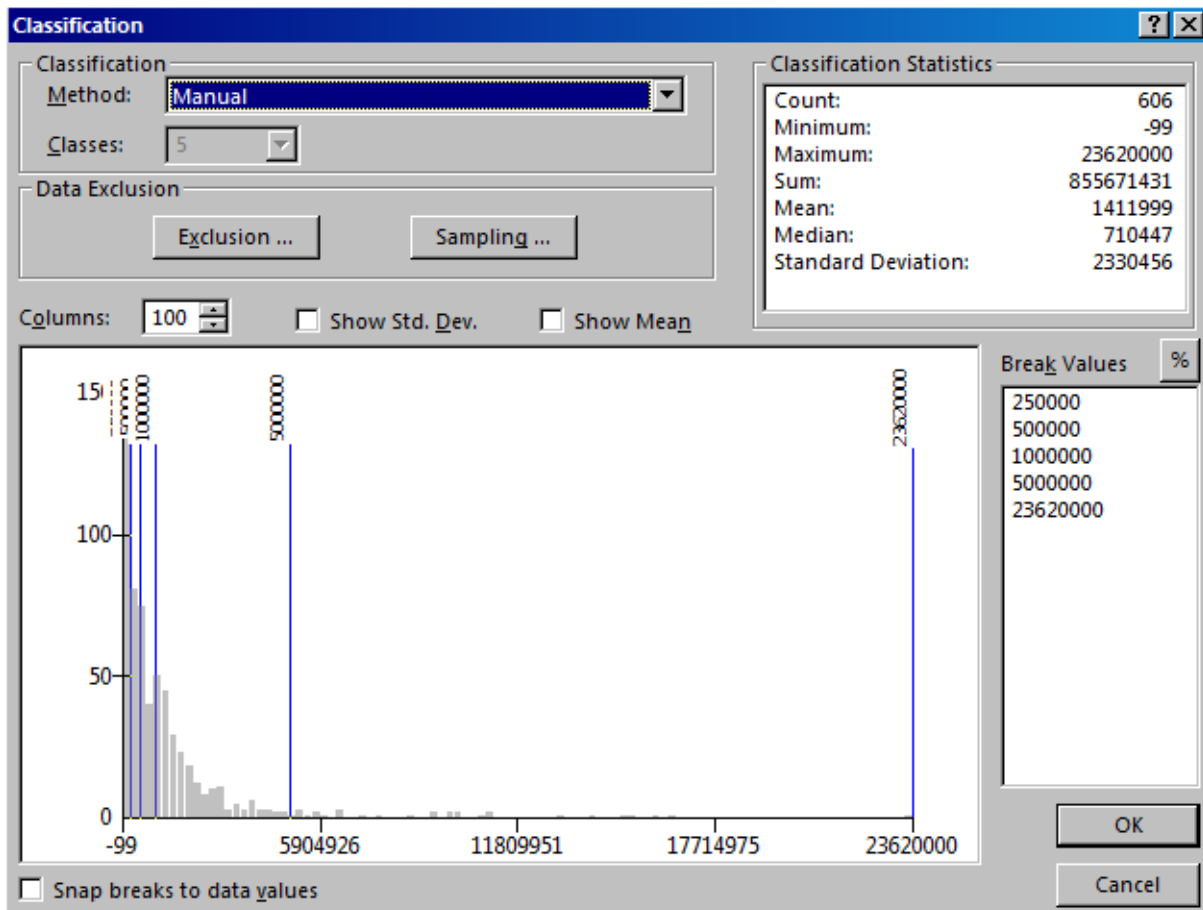 Classification
Classification
Method: Manual
Classes: 5
Data Exclusion
Exclusion ...
Sampling ...
Classification Statistics
Count: 606
Minimum: -99
Maximum: 23620000
Sum: 855671431
Mean: 1411999
Median: 710447
Standard Deviation: 2330456
Columns: 100
Show Std. Dev.
Show Mean
Break Values
%
250000
500000
1000000
5000000
23620000
1000000
5000000
23620000
100
50
0
-99
5904926
11809951
17714975
23620000
OK
Cancel
Snap breaks to data values